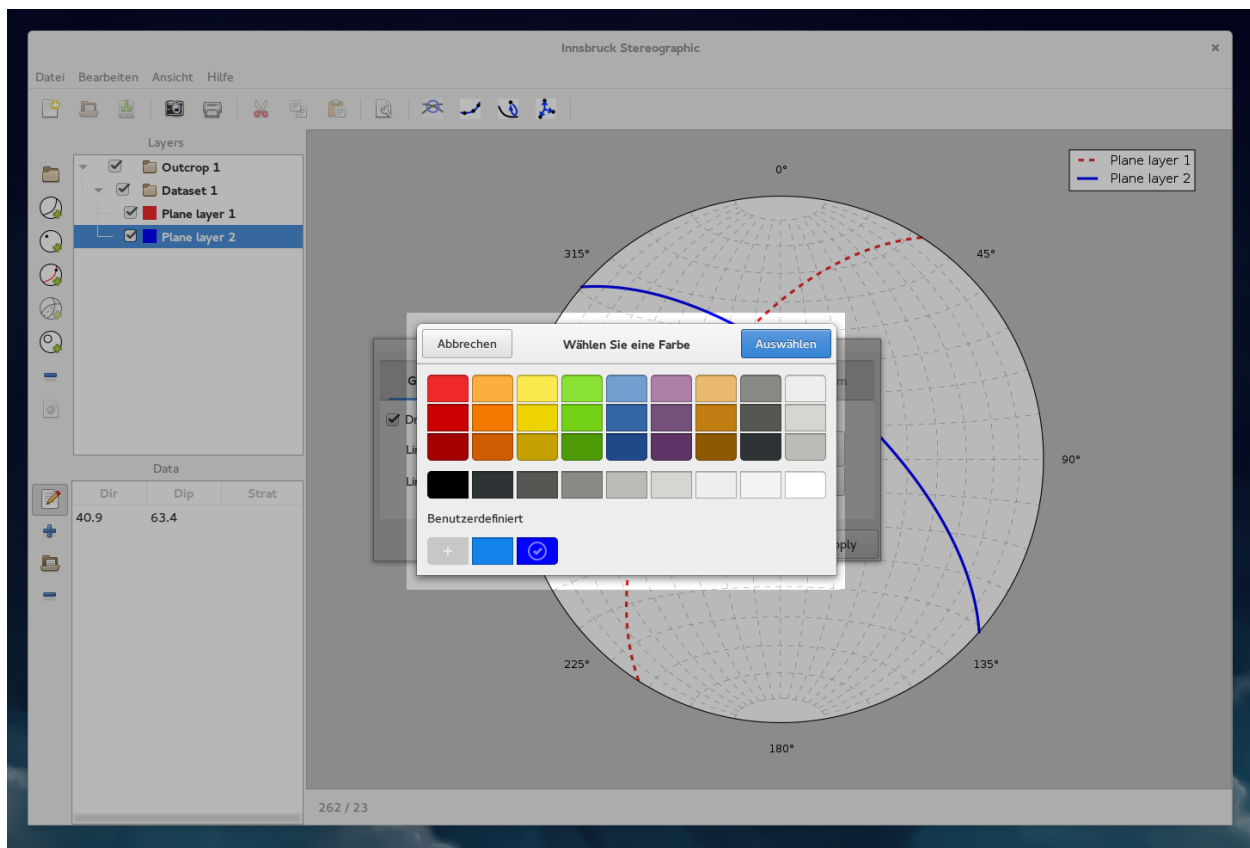 Innsbruck Stereographic
Datei Bearbeiten Ansicht Hilfe
Layers
Outcrop 1
Dataset 1
Plane layer 1
Plane layer 2
Data
Dir Dip Strat
40.9 63.4
0°
45°
90°
135°
180°
225°
315°
Plane layer 1
Plane layer 2
Abbrechen
Wählen Sie eine Farbe
Auswählen
Benutzerdefiniert
262 / 23